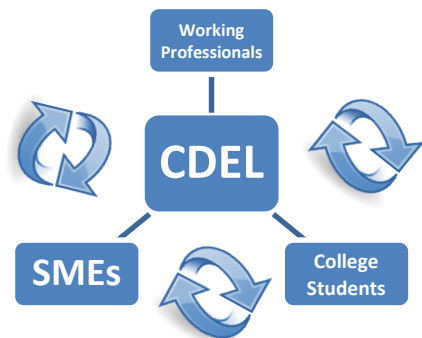 Working
Professionals
CDEL
SMEs
College
Students